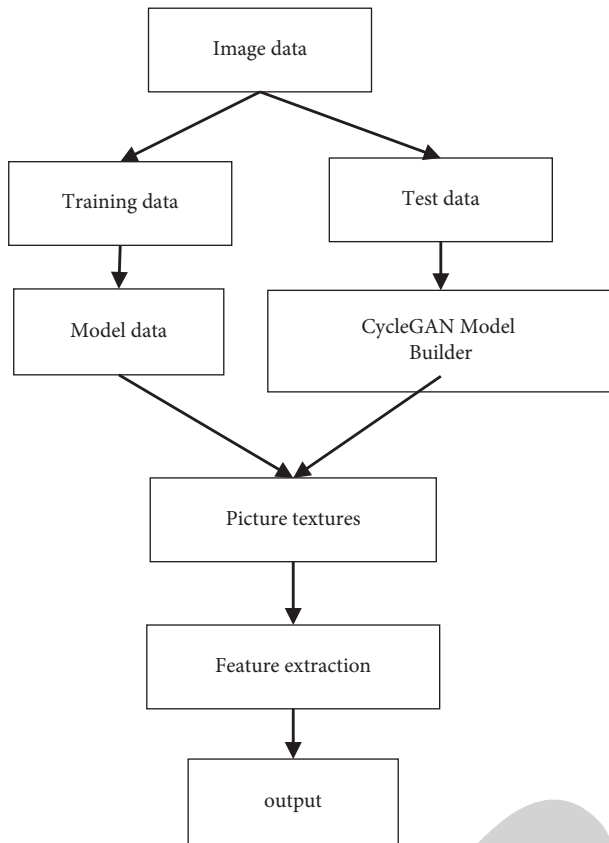 Image data
Training data
Test data
Model data
CycleGAN Model
Builder
Picture textures
Feature extraction
output